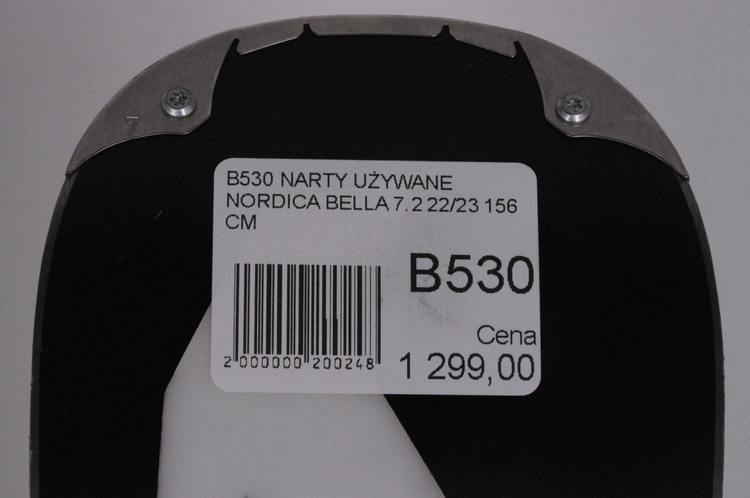 7
B530 NARTY UŻYWANE
NORDICA BELLA 7.2 22/23 156
CM
B530
Cena
1 299,00
2 000000 200248